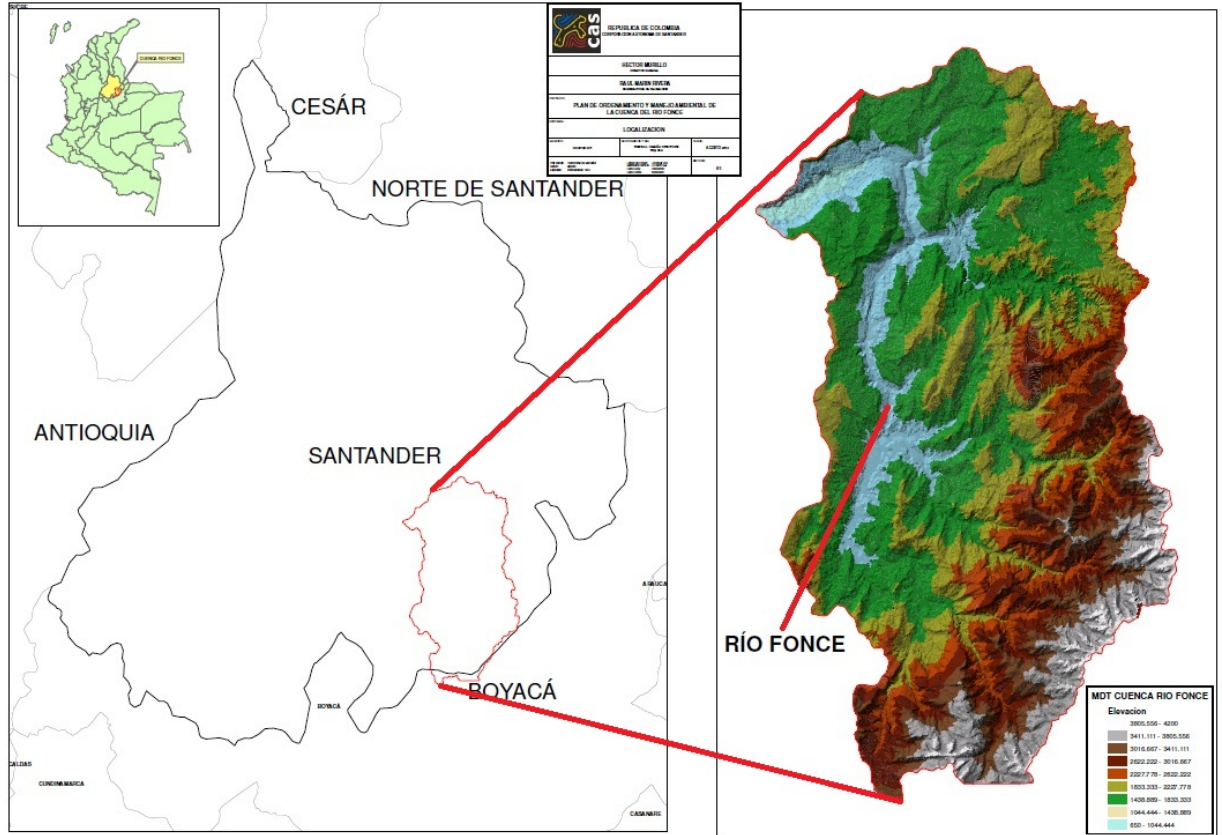 CUENCA RIO FONCE
CESÁR
NORTE DE SANTANDER
ANTIOQUIA
SANTANDER
BOYACÁ
BOYACÁ
ARAUCA
CALDAS
CUNDINAMARCA
CASANARE
cas
REPUBLICA DE COLOMBIA
CORPORACION AUTONOMA DE SANTANDER
HECTOR MURILLO
RAUL MARIN RIVERA
PLAN DE ORDENAMIENTO Y MANEJO AMBIENTAL DE
LA CUENCA DEL RIO FONCE
LOCALIZACION
RÍO FONCE
MDT CUENCA RIO FONCE
Elevacion
3805.556 - 4200
3411.111 - 3805.556
3016.667 - 3411.111
2622.222 - 3016.667
2227.778 - 2622.222
1833.333 - 2227.778
1438.889 - 1833.333
1044.444 - 1438.889
650 - 1044.444